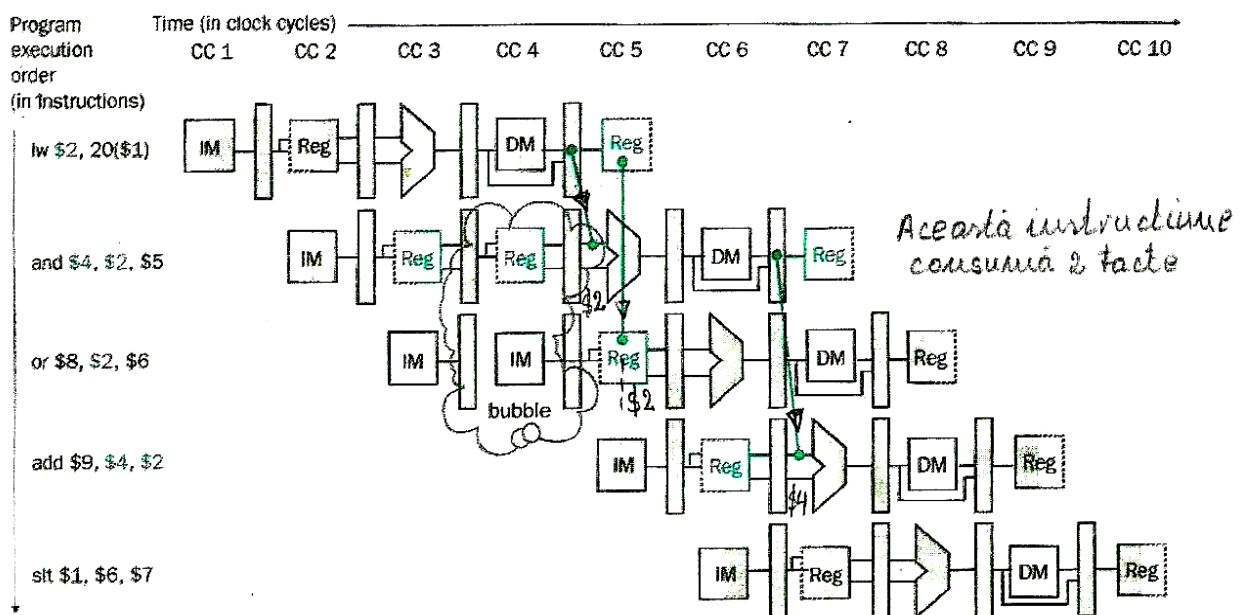 Program
execution
order
(in instructions)
Time (in clock cycles)
CC 1 CC 2 CC 3 CC 4 CC 5 CC 6 CC 7 CC 8 CC 9 CC 10
lw $2, 20($1)
IM Reg DM Reg
and $4, $2, $5
IM Reg Reg DM Reg
$2
Această instrucțiune
consumă 2 tacte
or $8, $2, $6
IM IM Reg DM Reg
$2
bubble
add $9, $4, $2
IM Reg DM Reg
$4
slt $1, $6, $7
IM Reg DM Reg